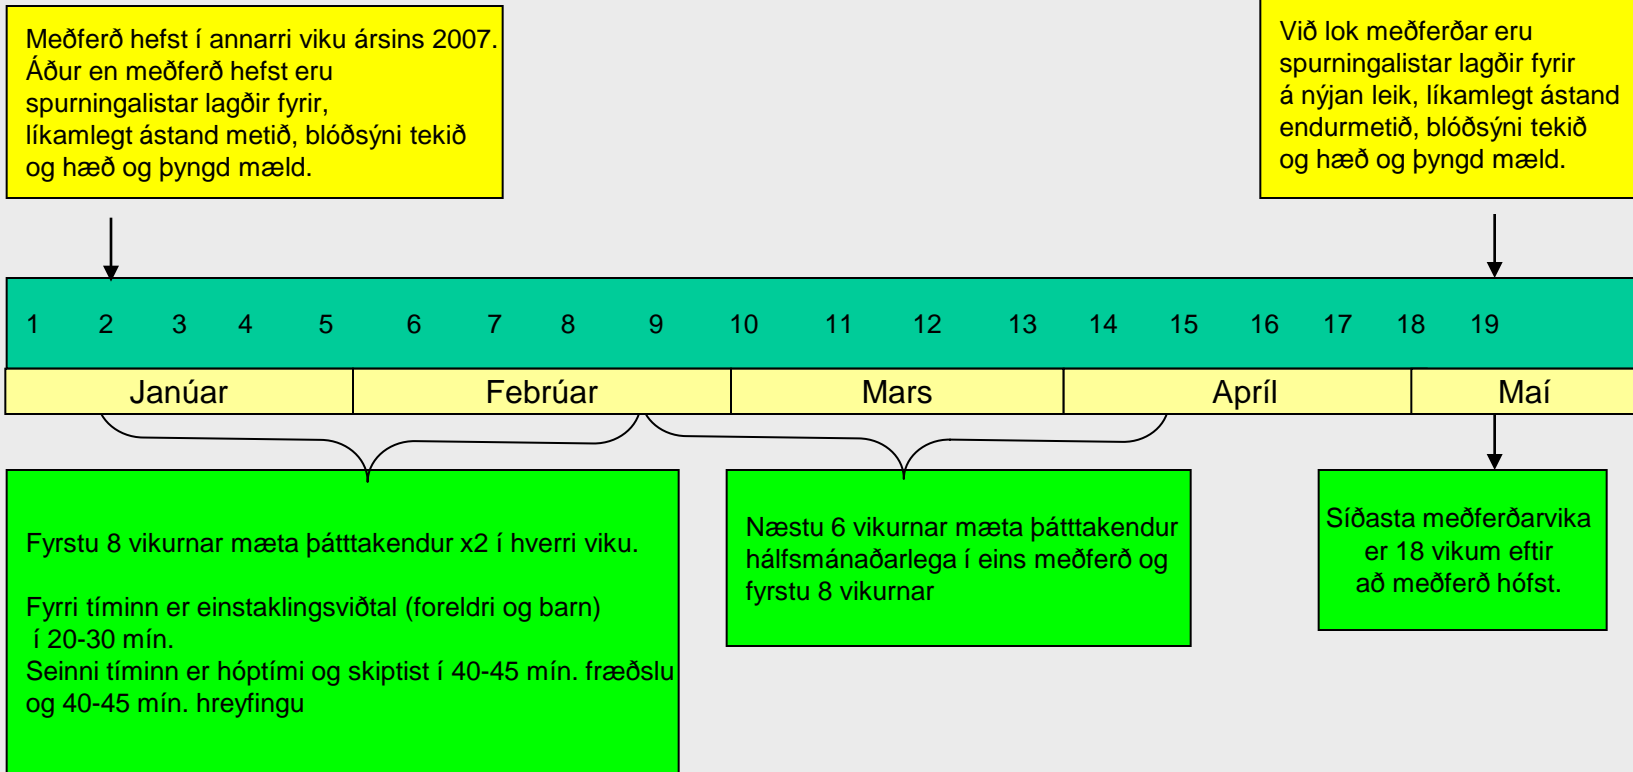 Meðferð hefst í annarri viku ársins 2007.
Áður en meðferð hefst eru
spurningalistar lagðir fyrir,
líkamlegt ástand metið, blóðsýni tekið
og hæð og þyngd mæld.
Við lok meðferðar eru
spurningalistar lagðir fyrir
á nýjan leik, líkamlegt ástand
endurmetið, blóðsýni tekið
og hæð og þyngd mæld.
1 2 3 4 5 6 7 8 9 10 11 12 13 14 15 16 17 18 19
Janúar Febrúar Mars Apríl Maí
Fyrstu 8 vikurnar mæta þátttakendur x2 í hverri viku.
Fyrri tíminn er einstaklingsviðtal (foreldri og barn)
í 20-30 mín.
Seinni tíminn er hóptími og skiptist í 40-45 mín. fræðslu
og 40-45 mín. hreyfingu
Næstu 6 vikurnar mæta þátttakendur
hálfsmánaðarlega í eins meðferð og
fyrstu 8 vikurnar
Síðasta meðferðarvika
er 18 vikum eftir
að meðferð hófst.